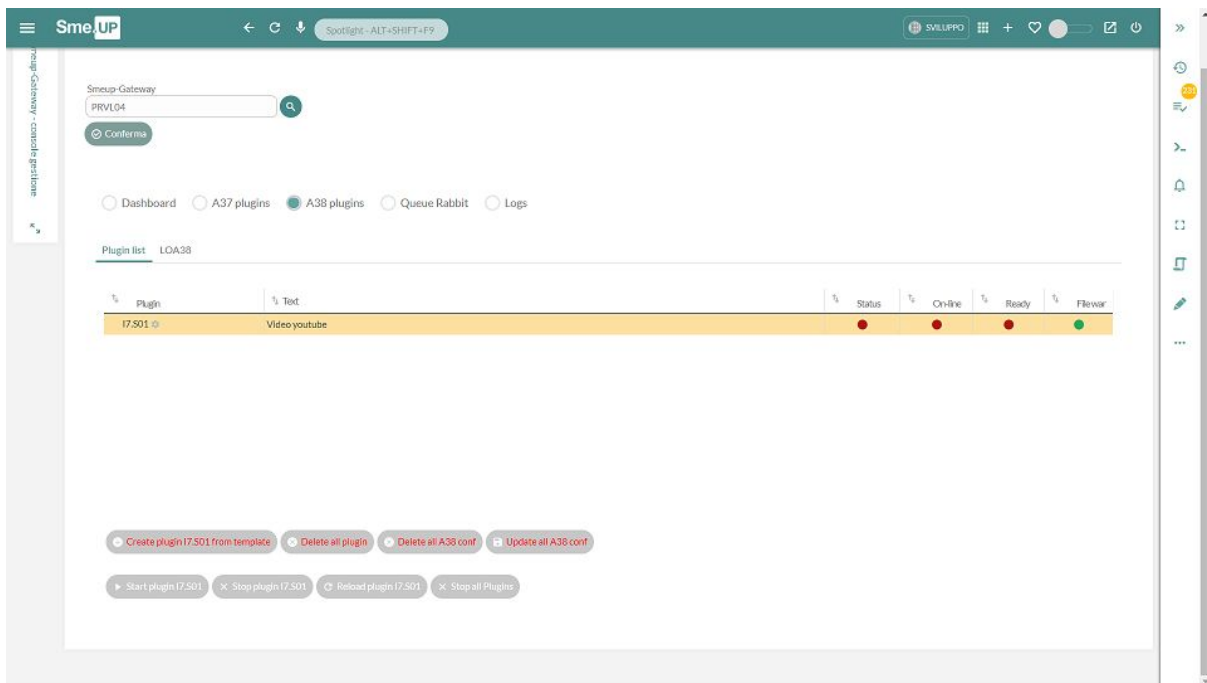 Sme.UP
Spotlight - ALT+SHIFT+F9
SVILUPPO
231
Smeup-Gateway - console gestione
Smeup-Gateway
PRVL04
Conferma
Dashboard A37 plugins A38 plugins Queue Rabbit Logs
Plugin list LOA38
Plugin Text Status On-line Ready File war
I7.S01 Video youtube
Create plugin I7.S01 from template Delete all plugin Delete all A38 conf Update all A38 conf
Start plugin I7.S01 Stop plugin I7.S01 Reload plugin I7.S01 Stop all Plugins